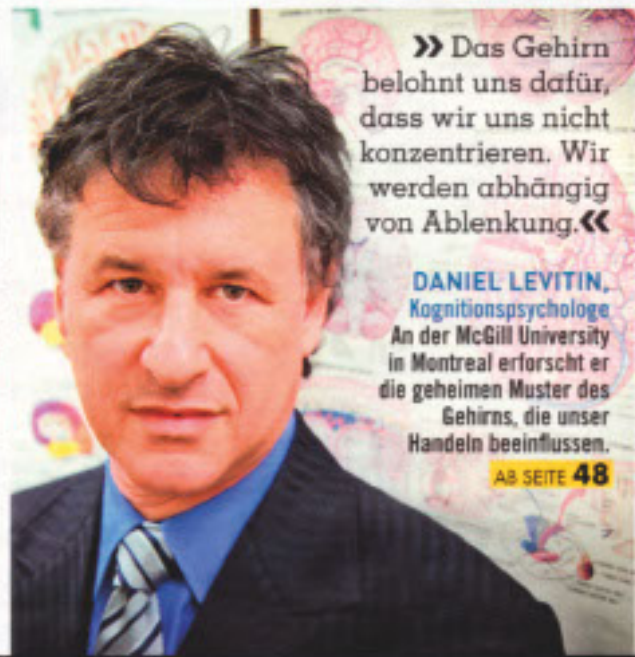 » Das Gehirn
belohnt uns dafür,
dass wir uns nicht
konzentrieren. Wir
werden abhängig
von Ablenkung.«
DANIEL LEVITIN,
Kognitionspsychologe
An der McGill University
in Montreal erforscht er
die geheimen Muster des
Gehirns, die unser
Handeln beeinflussen.
AB SEITE 48